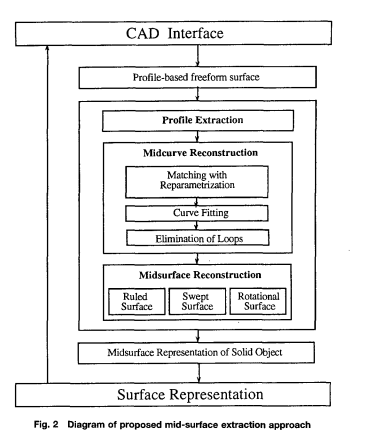 CAD Interface
Profile-based freeform surface
Profile Extraction
Midcurve Reconstruction
Matching with
Reparametrization
Curve Fitting
Elimination of Loops
Midsurface Reconstruction
Ruled
Surface
Swept
Surface
Rotational
Surface
Midsurface Representation of Solid Object
Surface Representation
Fig. 2 Diagram of proposed mid-surface extraction approach